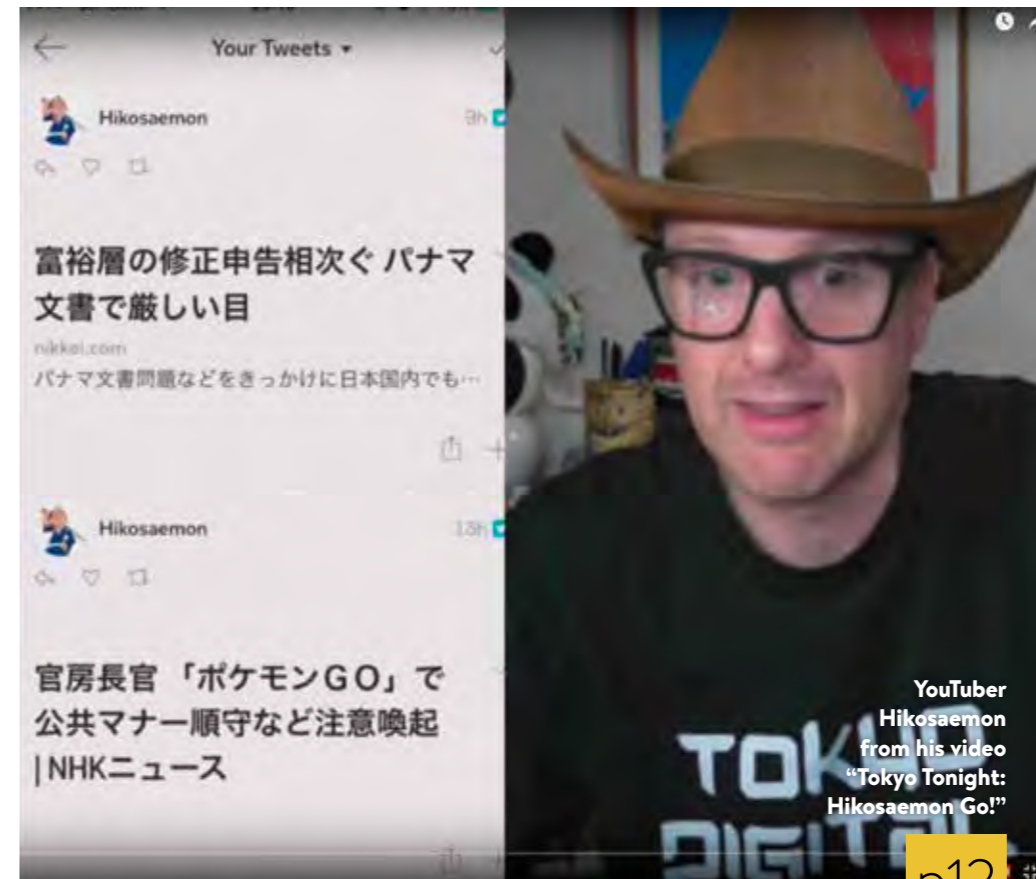 Your Tweets
Hikosaemon
9h
富裕層の修正申告相次ぐ パナマ
文書で厳しい目
nikkei.com
パナマ文書問題などをきっかけに日本国内でも…
Hikosaemon
18h
官房長官 「ポケモンGO」で
公共マナー順守など注意喚起
|NHKニュース
TOKYO
DIGITAL
YouTuber
Hikosaemon
from his video
“Tokyo Tonight:
Hikosaemon Go!”
p12